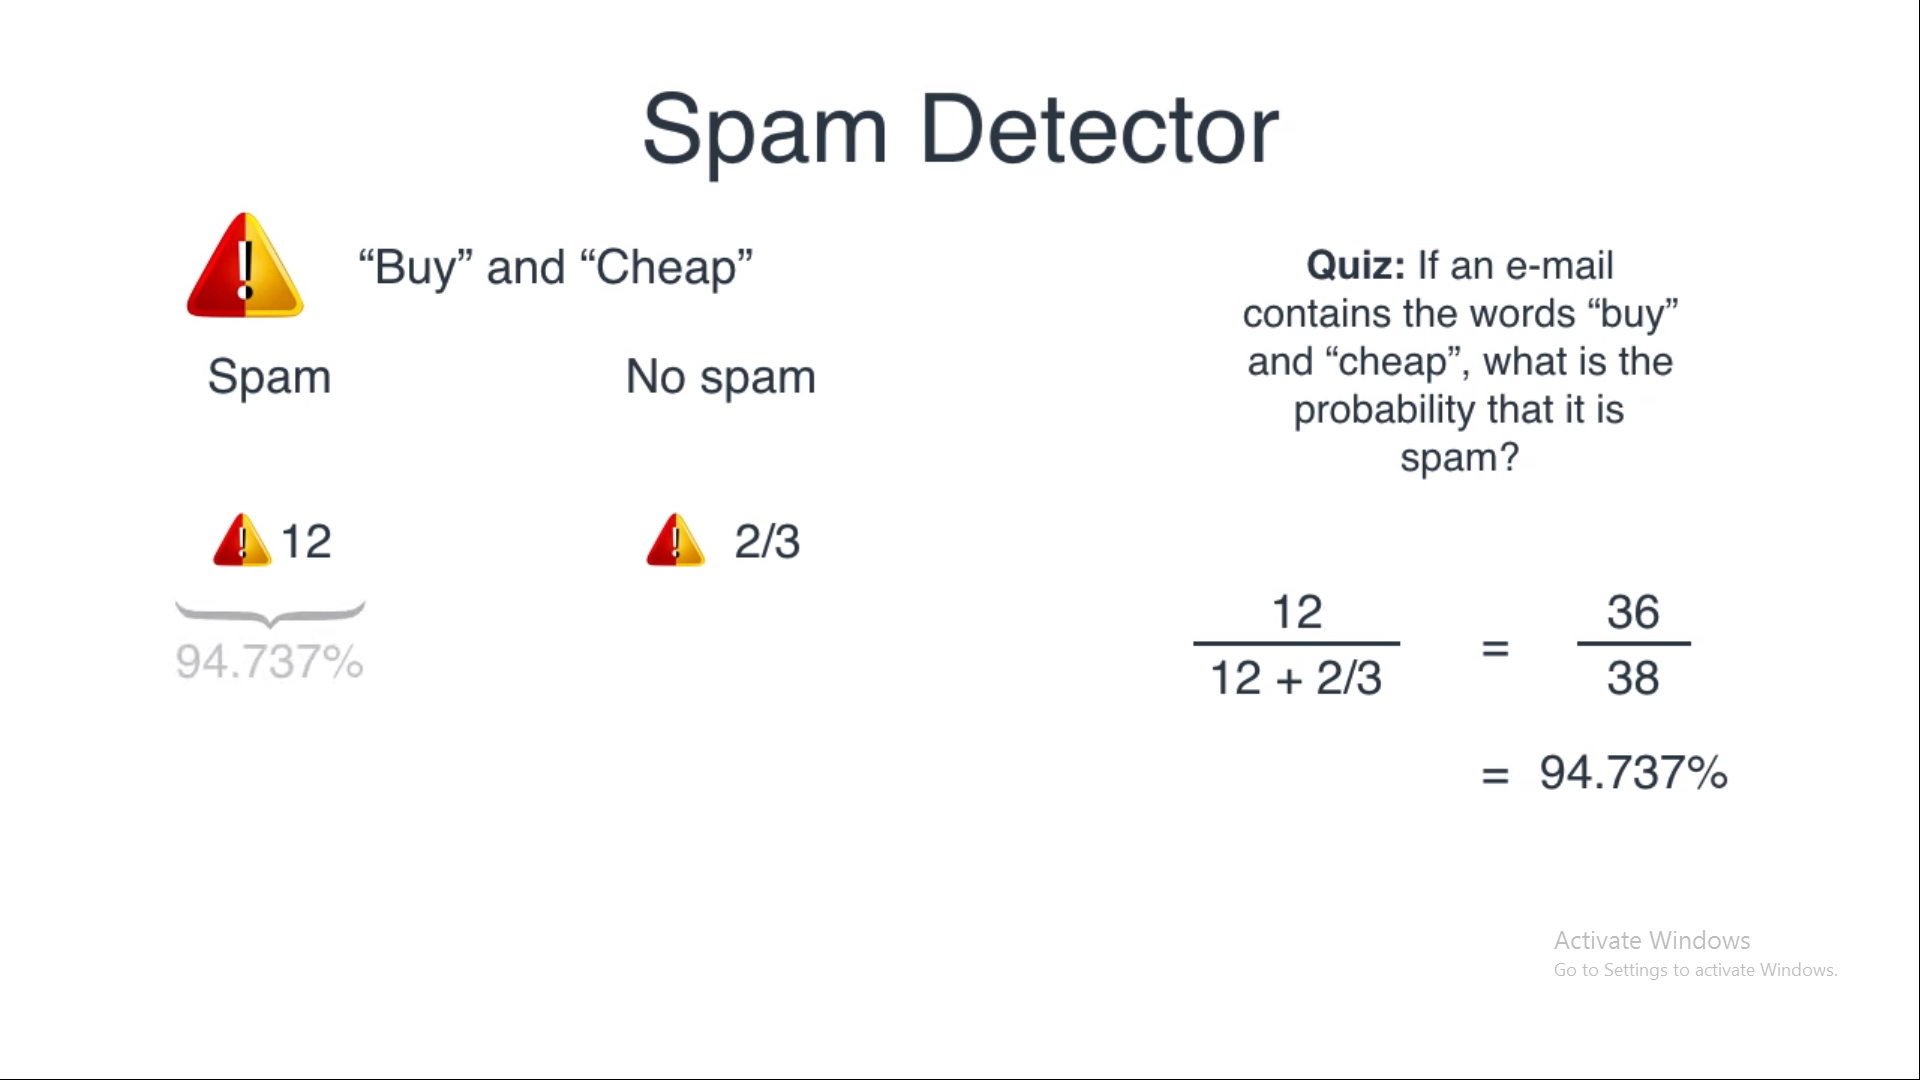 Spam Detector
“Buy” and “Cheap”
Spam
No spam
12
2/3
94.737%
Quiz: If an e-mail
contains the words “buy”
and “cheap”, what is the
probability that it is
spam?
12
12 + 2/3
=
36
38
= 94.737%
Activate Windows
Go to Settings to activate Windows.